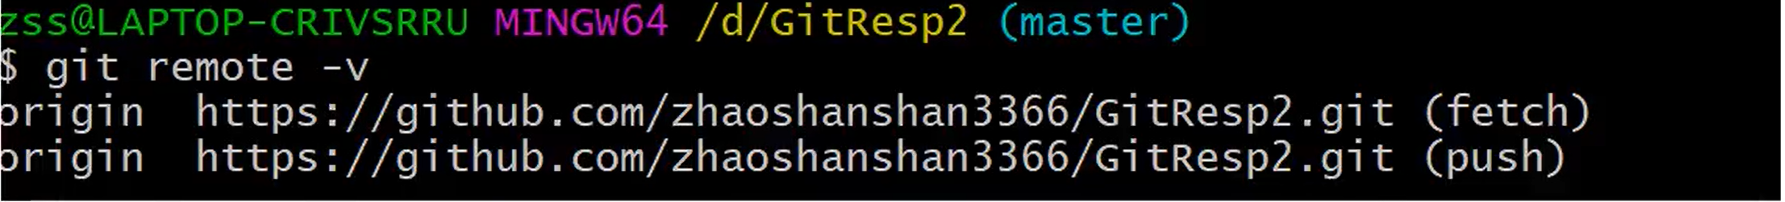 zss@LAPTOP-CRIVSRRU MINGW64 /d/GitResp2 (master)
$ git remote -v
origin  https://github.com/zhaoshanshan3366/GitResp2.git (fetch)
origin  https://github.com/zhaoshanshan3366/GitResp2.git (push)